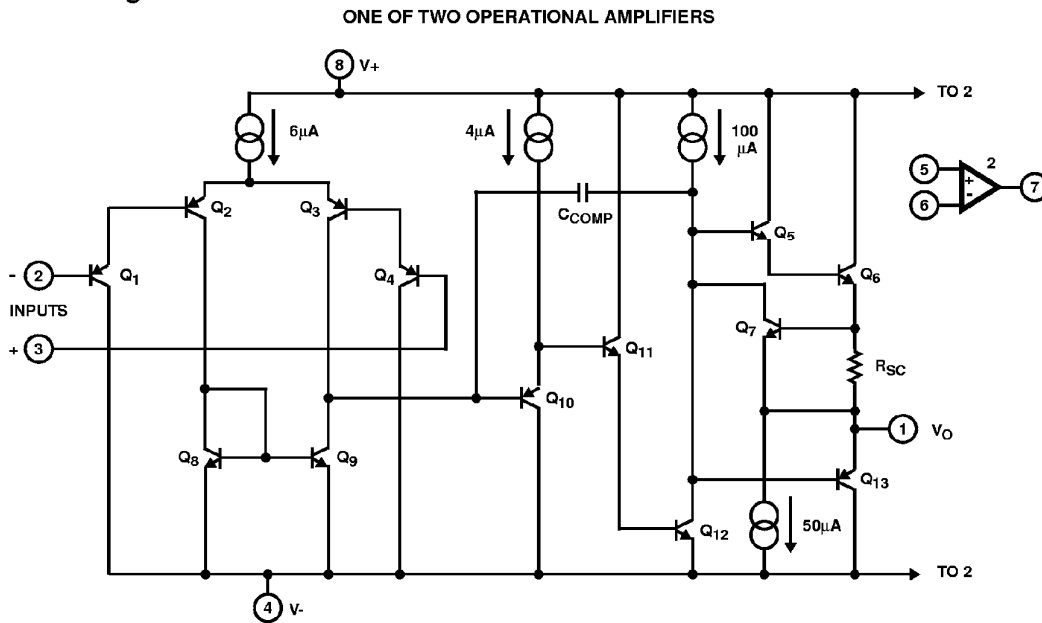 ONE OF TWO OPERATIONAL AMPLIFIERS
8 V+
TO 2
6µA
4µA
100
µA
5
6
+
-
2
7
CCOMP
Q2
Q3
Q5
- 2
Q1
Q4
Q6
INPUTS
+ 3
Q7
Q11
RSC
Q10
1 VO
Q8
Q9
Q13
Q12
50µA
TO 2
4 V-